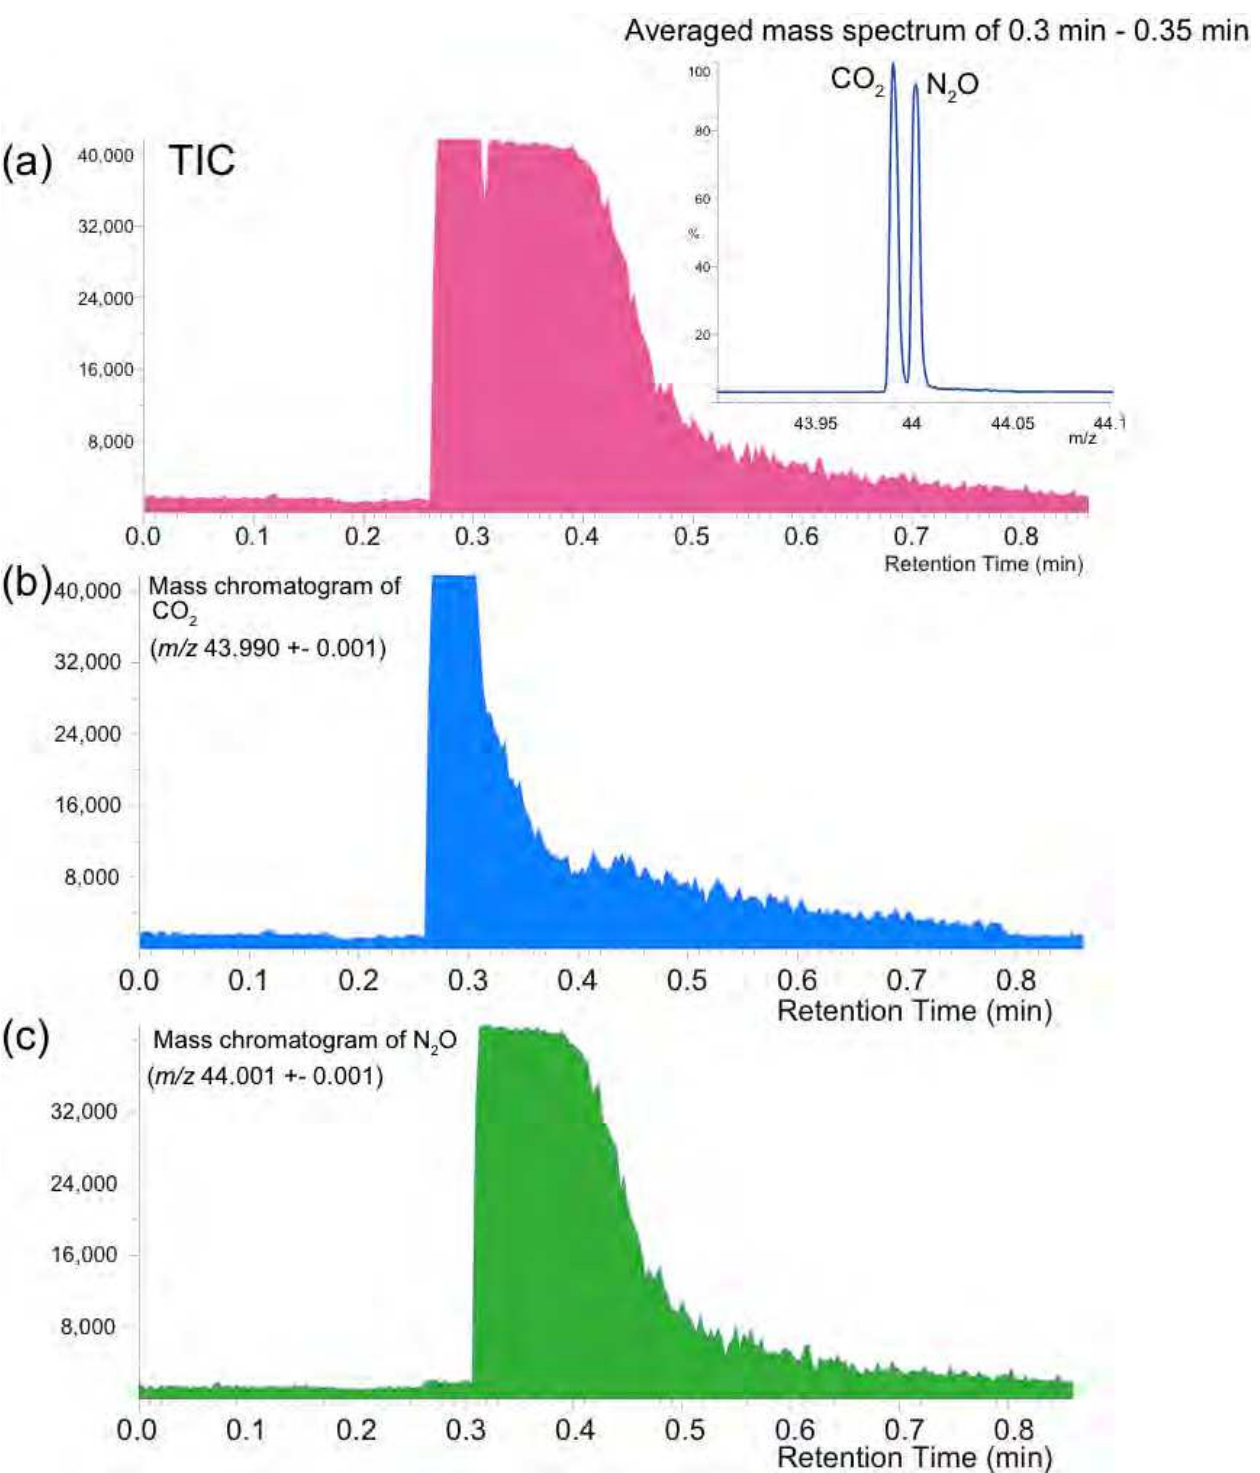 Averaged mass spectrum of 0.3 min - 0.35 min
100
CO2 N2O
80
60
%
40
20
43.95 44 44.05 44.1
m/z
(a) TIC
40,000
32,000
24,000
16,000
8,000
0.0 0.1 0.2 0.3 0.4 0.5 0.6 0.7 0.8
Retention Time (min)
(b) Mass chromatogram of
CO2
(m/z 43.990 +- 0.001)
40,000
32,000
24,000
16,000
8,000
0.0 0.1 0.2 0.3 0.4 0.5 0.6 0.7 0.8
Retention Time (min)
(c) Mass chromatogram of N2O
(m/z 44.001 +- 0.001)
32,000
24,000
16,000
8,000
0.0 0.1 0.2 0.3 0.4 0.5 0.6 0.7 0.8
Retention Time (min)